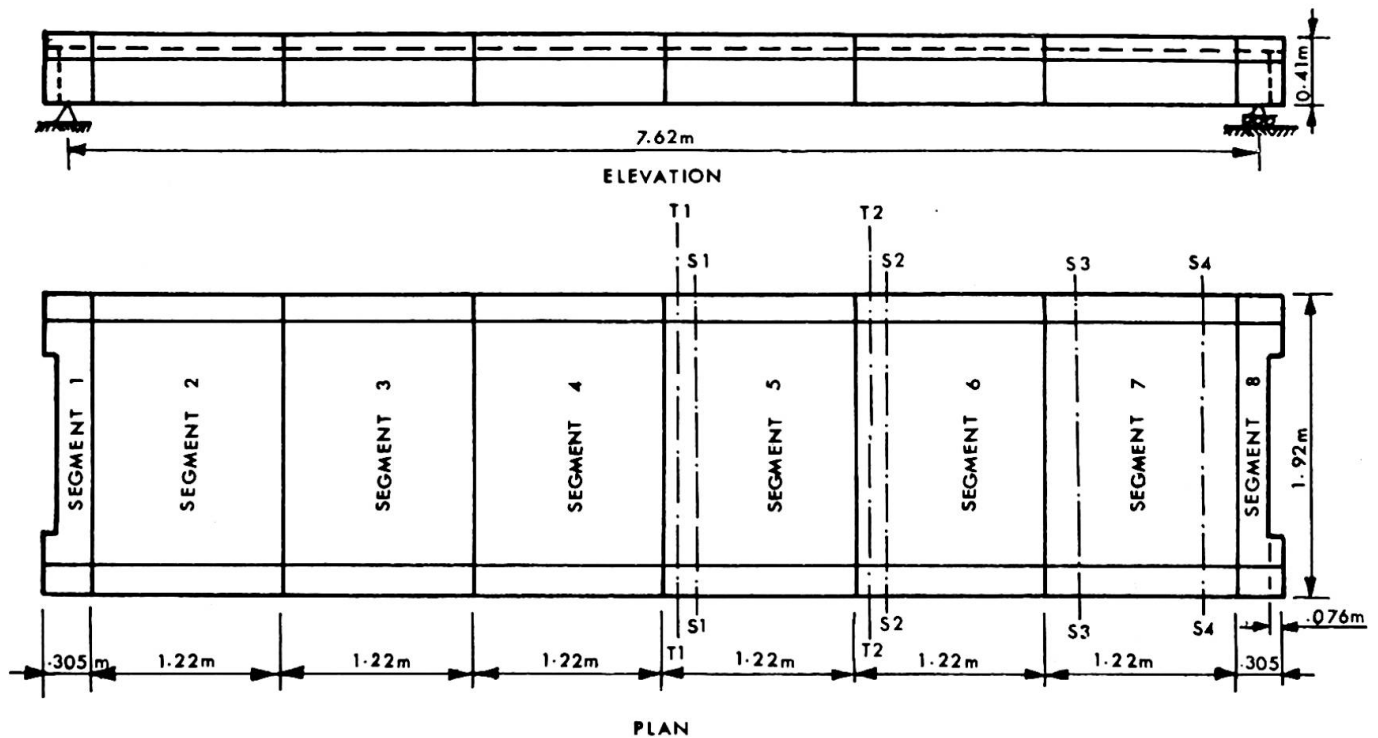 0.41m
7.62m
ELEVATION
T1 T2
S1 S2 S3 S4
SEGMENT 1
SEGMENT 2
SEGMENT 3
SEGMENT 4
SEGMENT 5
SEGMENT 6
SEGMENT 7
SEGMENT 8
1.92m
S1 S2 S3 S4
.076m
T1 T2
.305 m 1.22m 1.22m 1.22m 1.22m 1.22m 1.22m .305
PLAN